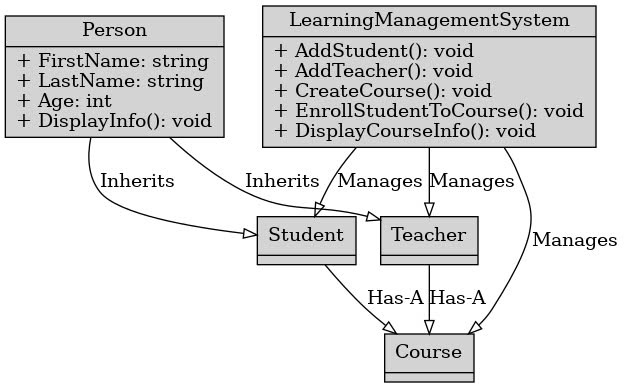 Person
+ FirstName: string
+ LastName: string
+ Age: int
+ DisplayInfo(): void
LearningManagementSystem
+ AddStudent(): void
+ AddTeacher(): void
+ CreateCourse(): void
+ EnrollStudentToCourse(): void
+ DisplayCourseInfo(): void
Inherits
Inherits
Manages
Manages
Manages
Student
Teacher
Has-A
Has-A
Course